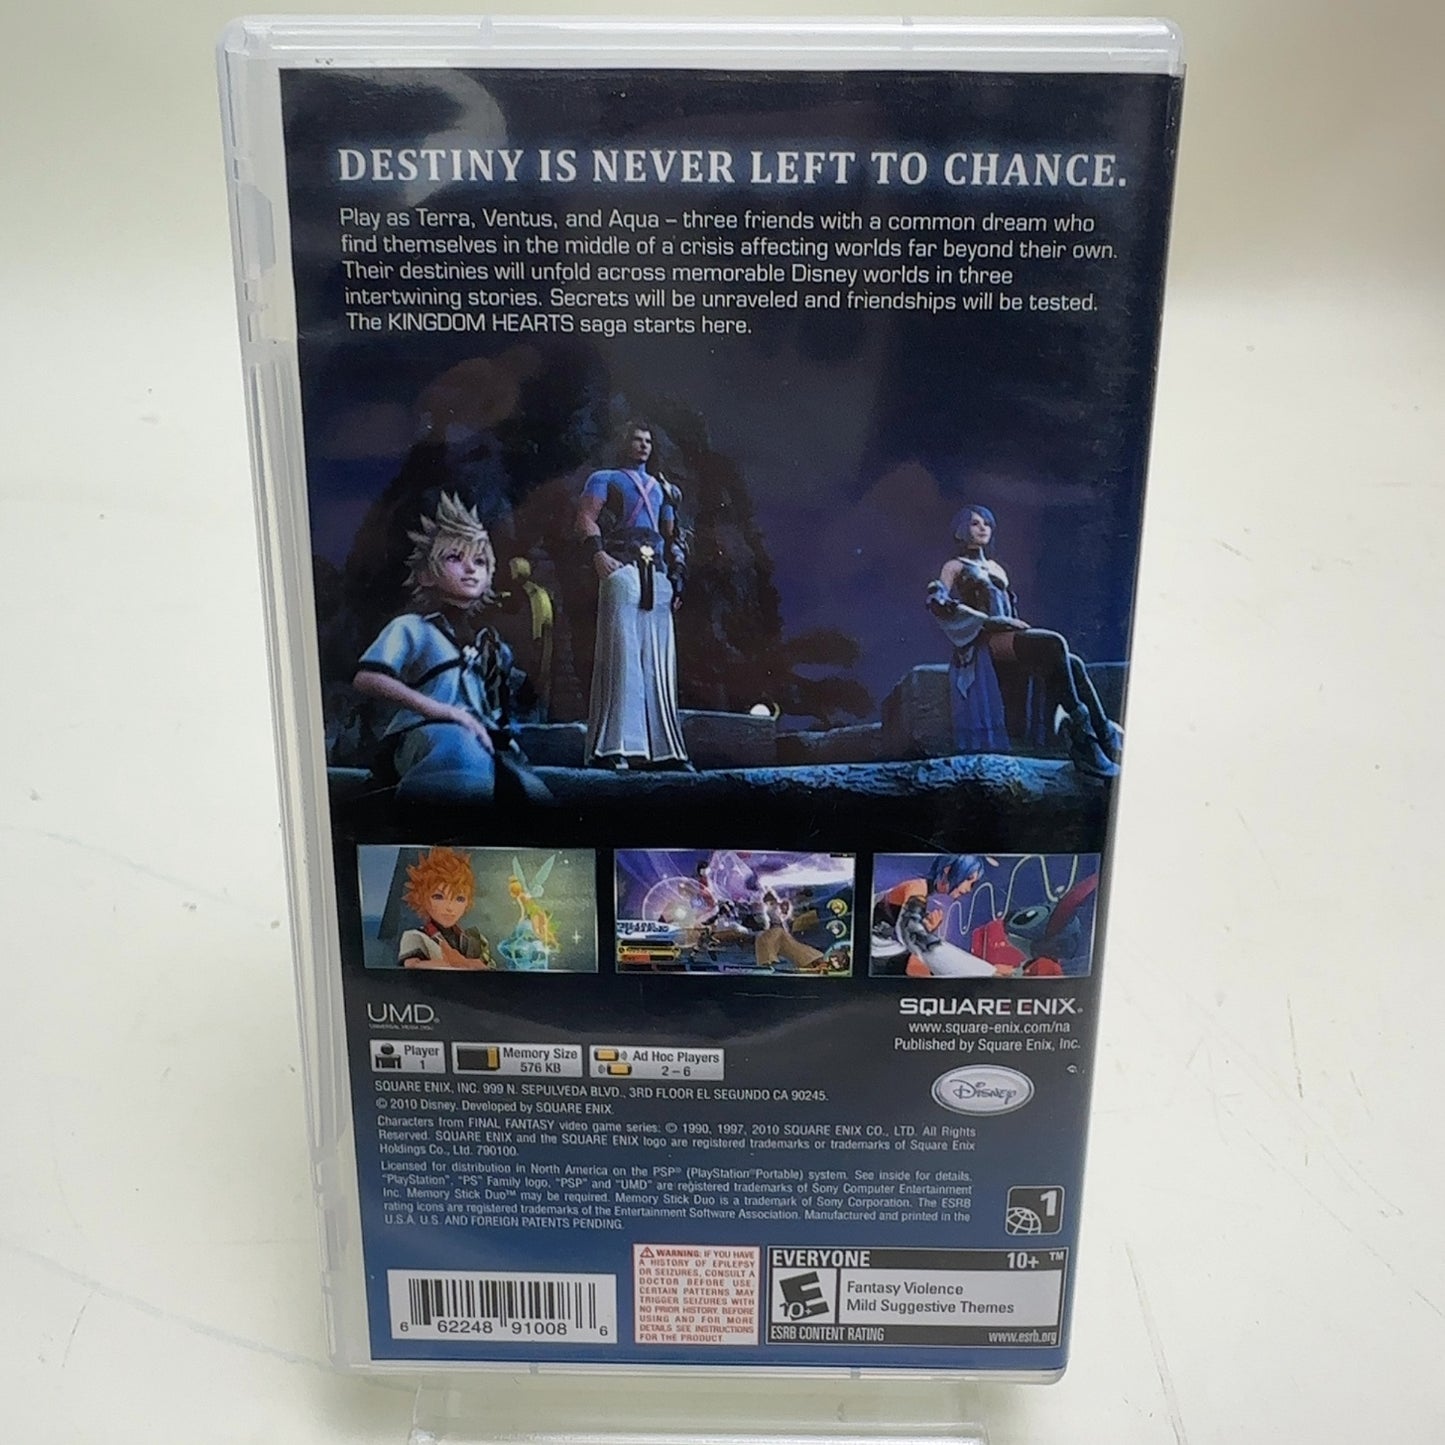 DESTINY IS NEVER LEFT TO CHANCE.
Play as Terra, Ventus, and Aqua – three friends with a common dream who
find themselves in the middle of a crisis affecting worlds far beyond their own.
Their destinies will unfold across memorable Disney worlds in three
intertwining stories. Secrets will be unraveled and friendships will be tested.
The KINGDOM HEARTS saga starts here.
UMD®
UNIVERSAL MEDIA DISC
SQUARE ENIX®
www.square-enix.com/na
Published by Square Enix, Inc.
Player
1
Memory Size
576 KB
Ad Hoc Players
2 – 6
Disney
SQUARE ENIX, INC. 999 N. SEPULVEDA BLVD., 3RD FLOOR EL SEGUNDO CA 90245.
© 2010 Disney. Developed by SQUARE ENIX.
Characters from FINAL FANTASY video game series: © 1990, 1997, 2010 SQUARE ENIX CO., LTD. All Rights
Reserved. SQUARE ENIX and the SQUARE ENIX logo are registered trademarks or trademarks of Square Enix
Holdings Co., Ltd. 790100.
Licensed for distribution in North America on the PSP® (PlayStation®Portable) system. See inside for details.
"PlayStation", "PS" Family logo, "PSP" and "UMD" are registered trademarks of Sony Computer Entertainment
Inc. Memory Stick Duo™ may be required. Memory Stick Duo is a trademark of Sony Corporation. The ESRB
rating icons are registered trademarks of the Entertainment Software Association. Manufactured and printed in the
U.S.A. U.S. AND FOREIGN PATENTS PENDING.
1
6 62248 91008 6
WARNING: IF YOU HAVE
A HISTORY OF EPILEPSY
OR SEIZURES, CONSULT A
DOCTOR BEFORE USE.
CERTAIN PATTERNS MAY
TRIGGER SEIZURES WITH
NO PRIOR HISTORY. BEFORE
USING AND FOR MORE
DETAILS SEE INSTRUCTIONS
FOR THE PRODUCT.
EVERYONE 10+ ™
E
10+
Fantasy Violence
Mild Suggestive Themes
ESRB CONTENT RATING www.esrb.org